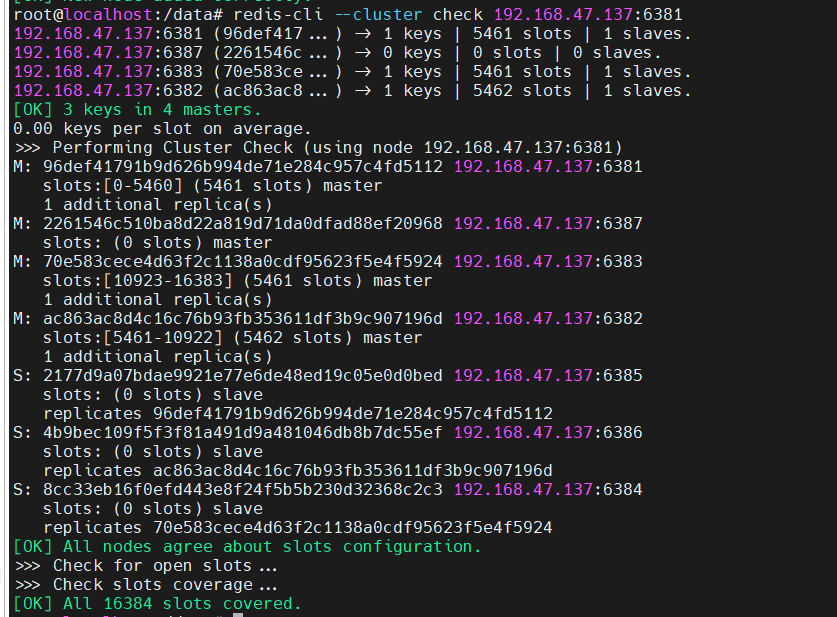 root@localhost:/data# redis-cli --cluster check 192.168.47.137:6381
192.168.47.137:6381 (96def417...) -> 1 keys | 5461 slots | 1 slaves.
192.168.47.137:6387 (2261546c...) -> 0 keys | 0 slots | 0 slaves.
192.168.47.137:6383 (70e583ce...) -> 1 keys | 5461 slots | 1 slaves.
192.168.47.137:6382 (ac863ac8...) -> 1 keys | 5462 slots | 1 slaves.
[OK] 3 keys in 4 masters.
0.00 keys per slot on average.
>>> Performing Cluster Check (using node 192.168.47.137:6381)
M: 96def41791b9d626b994de71e284c957c4fd5112 192.168.47.137:6381
   slots:[0-5460] (5461 slots) master
   1 additional replica(s)
M: 2261546c510ba8d22a819d71da0dfad88ef20968 192.168.47.137:6387
   slots: (0 slots) master
M: 70e583cece4d63f2c1138a0cdf95623f5e4f5924 192.168.47.137:6383
   slots:[10923-16383] (5461 slots) master
   1 additional replica(s)
M: ac863ac8d4c16c76b93fb353611df3b9c907196d 192.168.47.137:6382
   slots:[5461-10922] (5462 slots) master
   1 additional replica(s)
S: 2177d9a07bdae9921e77e6de48ed19c05e0d0bed 192.168.47.137:6385
   slots: (0 slots) slave
   replicates 96def41791b9d626b994de71e284c957c4fd5112
S: 4b9bec109f5f3f81a491d9a481046db8b7dc55ef 192.168.47.137:6386
   slots: (0 slots) slave
   replicates ac863ac8d4c16c76b93fb353611df3b9c907196d
S: 8cc33eb16f0efd443e8f24f5b5b230d32368c2c3 192.168.47.137:6384
   slots: (0 slots) slave
   replicates 70e583cece4d63f2c1138a0cdf95623f5e4f5924
[OK] All nodes agree about slots configuration.
>>> Check for open slots...
>>> Check slots coverage...
[OK] All 16384 slots covered.